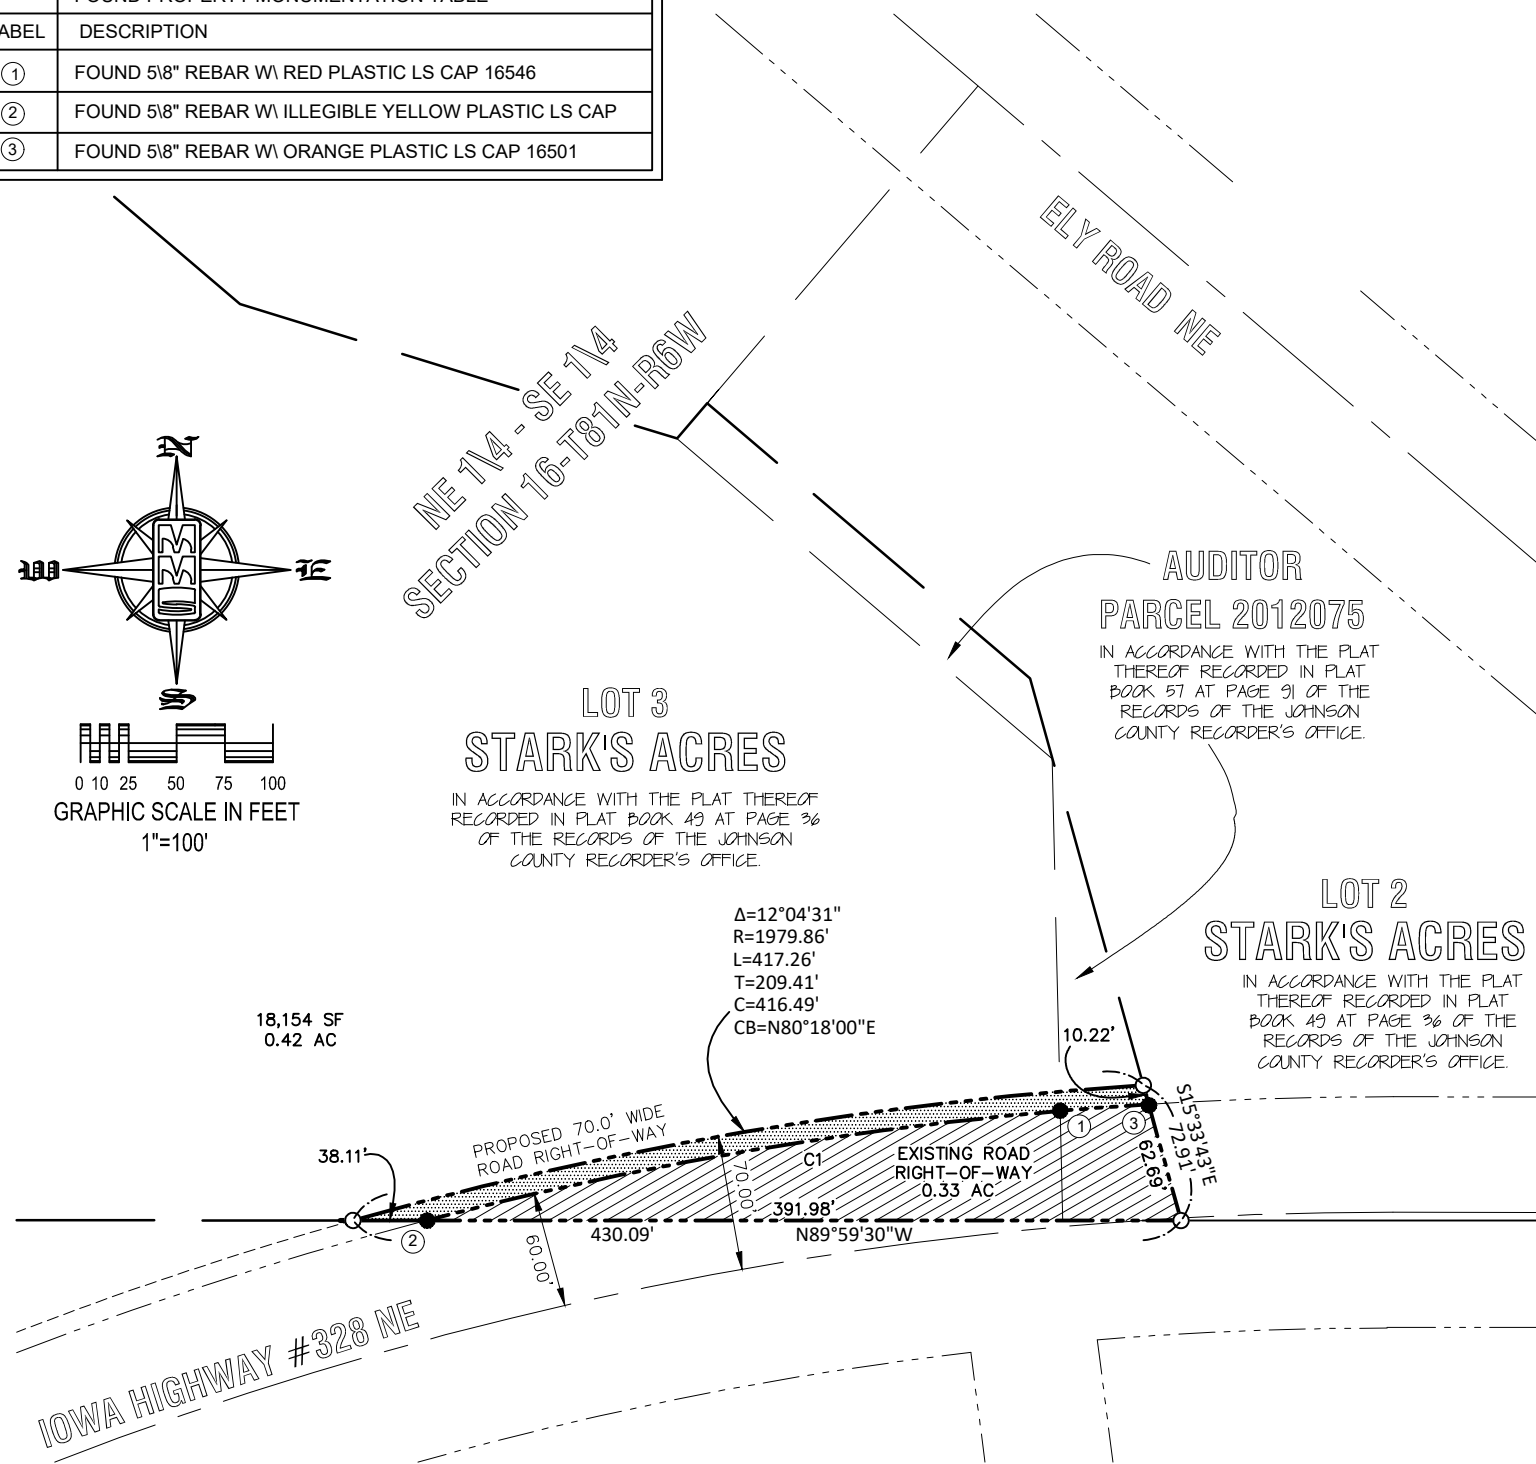 DESCRIPTION
1 FOUND 5\8" REBAR W\ RED PLASTIC LS CAP 16546
2 FOUND 5\8" REBAR W\ ILLEGIBLE YELLOW PLASTIC LS CAP
3 FOUND 5\8" REBAR W\ ORANGE PLASTIC LS CAP 16501
ELY ROAD NE
NE 1\4 - SE 1\4
SECTION 16-T81N-R6W
N
W
E
S
MMS
0 10 25 50 75 100
GRAPHIC SCALE IN FEET
1"=100'
AUDITOR
PARCEL 2012075
IN ACCORDANCE WITH THE PLAT
THEREOF RECORDED IN PLAT
BOOK 57 AT PAGE 91 OF THE
RECORDS OF THE JOHNSON
COUNTY RECORDER'S OFFICE.
LOT 3
STARK'S ACRES
IN ACCORDANCE WITH THE PLAT THEREOF
RECORDED IN PLAT BOOK 49 AT PAGE 36
OF THE RECORDS OF THE JOHNSON
COUNTY RECORDER'S OFFICE.
LOT 2
STARK'S ACRES
IN ACCORDANCE WITH THE PLAT
THEREOF RECORDED IN PLAT
BOOK 49 AT PAGE 36 OF THE
RECORDS OF THE JOHNSON
COUNTY RECORDER'S OFFICE.
Δ=12°04'31"
R=1979.86'
L=417.26'
T=209.41'
C=416.49'
CB=N80°18'00"E
18,154 SF
0.42 AC
10.22'
S15°33'43"E
72.91'
62.69'
PROPOSED 70.0' WIDE
ROAD RIGHT-OF-WAY
38.11'
1
3
C1
EXISTING ROAD
RIGHT-OF-WAY
0.33 AC
70.00'
391.98'
2
430.09'
N89°59'30"W
60.00'
IOWA HIGHWAY #328 NE